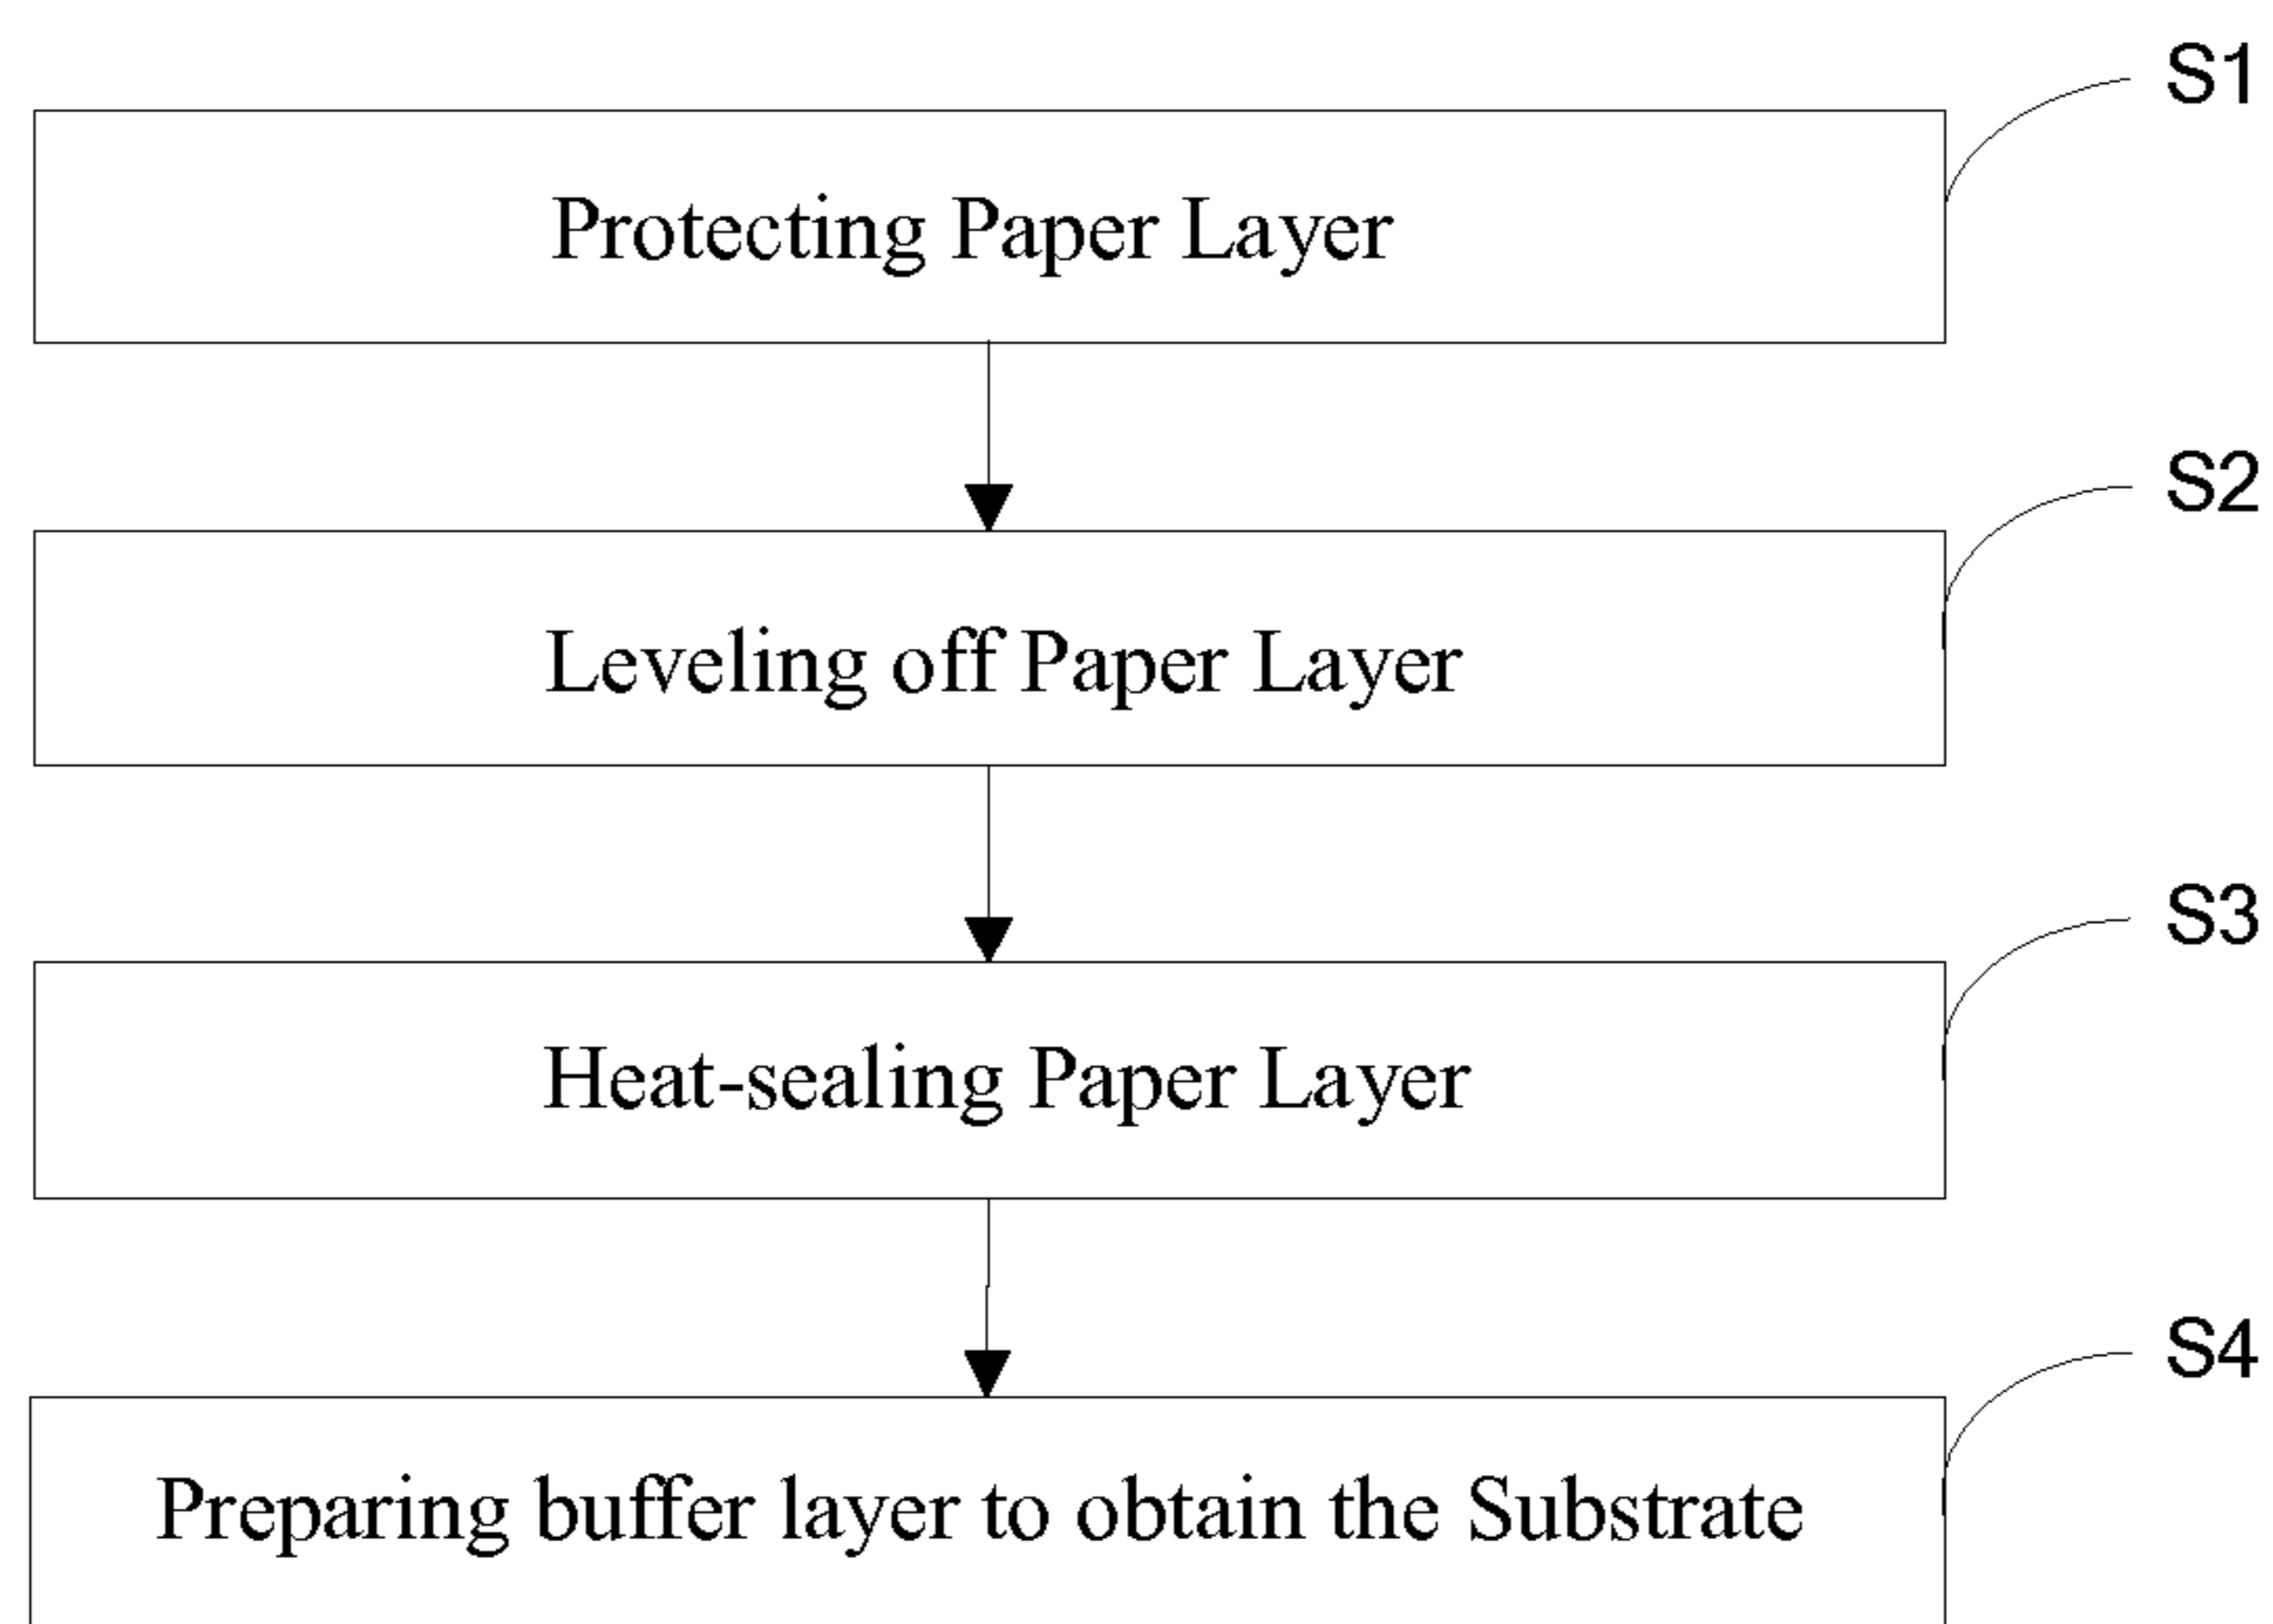 S1
Protecting Paper Layer
S2
Leveling off Paper Layer
S3
Heat-sealing Paper Layer
S4
Preparing buffer layer to obtain the Substrate